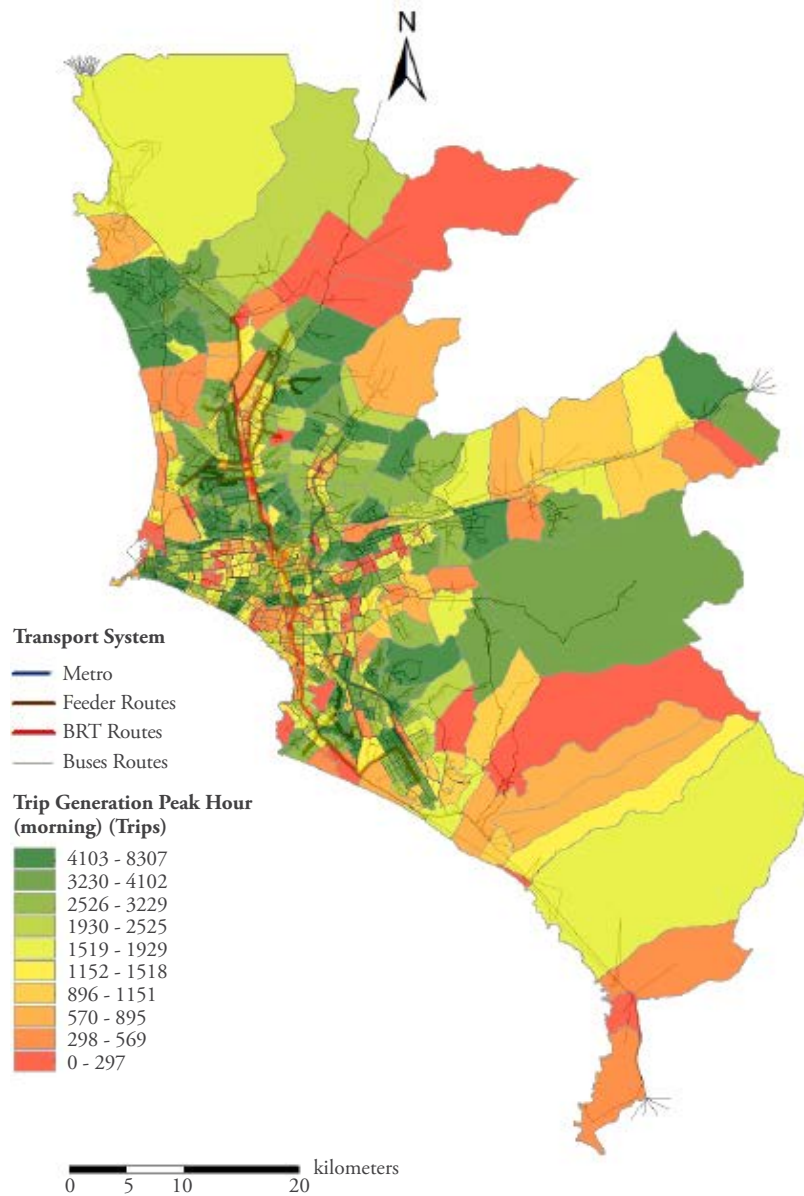 N
Transport System
Metro
Feeder Routes
BRT Routes
Buses Routes
Trip Generation Peak Hour
(morning) (Trips)
4103 - 8307
3230 - 4102
2526 - 3229
1930 - 2525
1519 - 1929
1152 - 1518
896 - 1151
570 - 895
298 - 569
0 - 297
kilometers
0 5 10 20